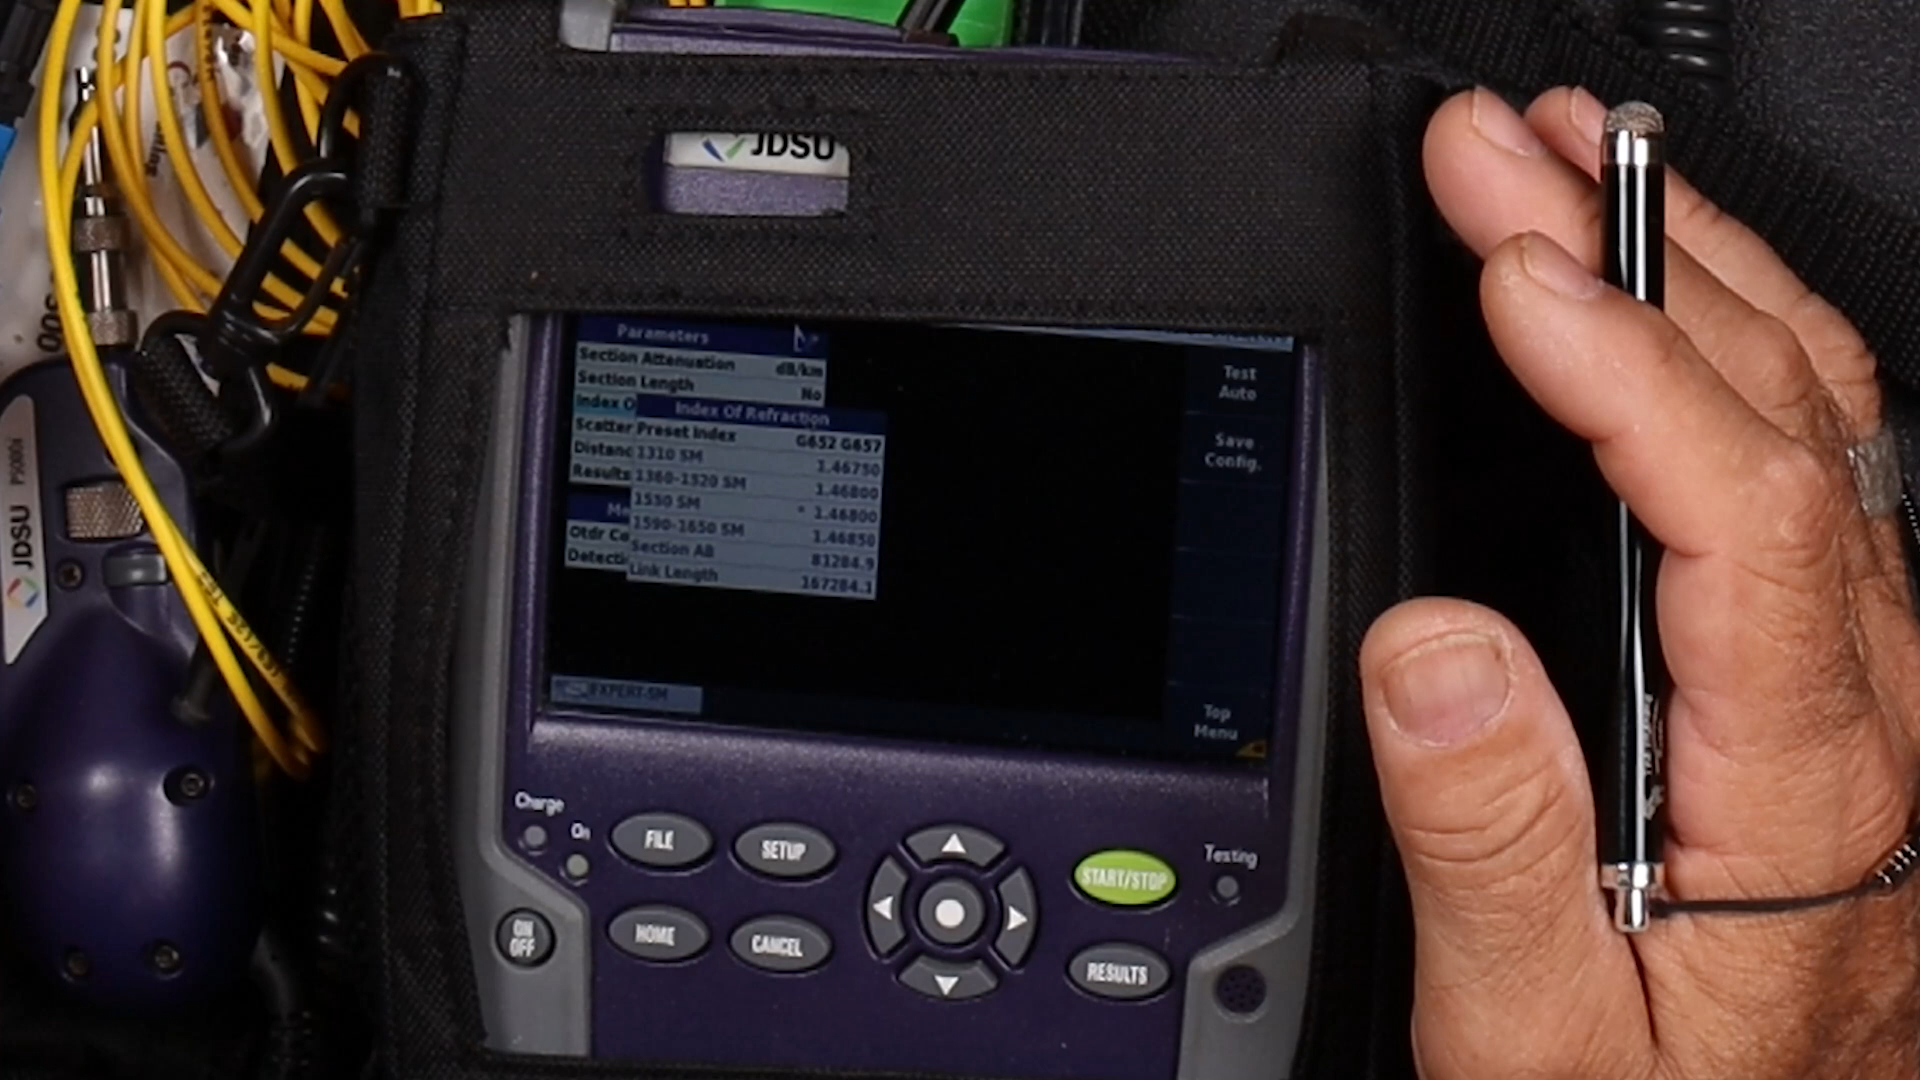 JDSU
Parameters
Section Attenuation dB/km
Section Length No
Index O
Index Of Refraction
Scatter
Preset Index G652 G657
Distanc
1310 SM 1.46750
Results
1360-1520 SM 1.46800
1550 SM * 1.46800
1590-1650 SM 1.46850
Me
Otdr Co
Section AB 81284.9
Detecti
Link Length 167284.1
Test
Auto
Save
Config.
EXPERT-SM
Top
Menu
Charge
On
FILE
SETUP
START/STOP
Testing
ON
OFF
HOME
CANCEL
RESULTS
JDSU P5000i